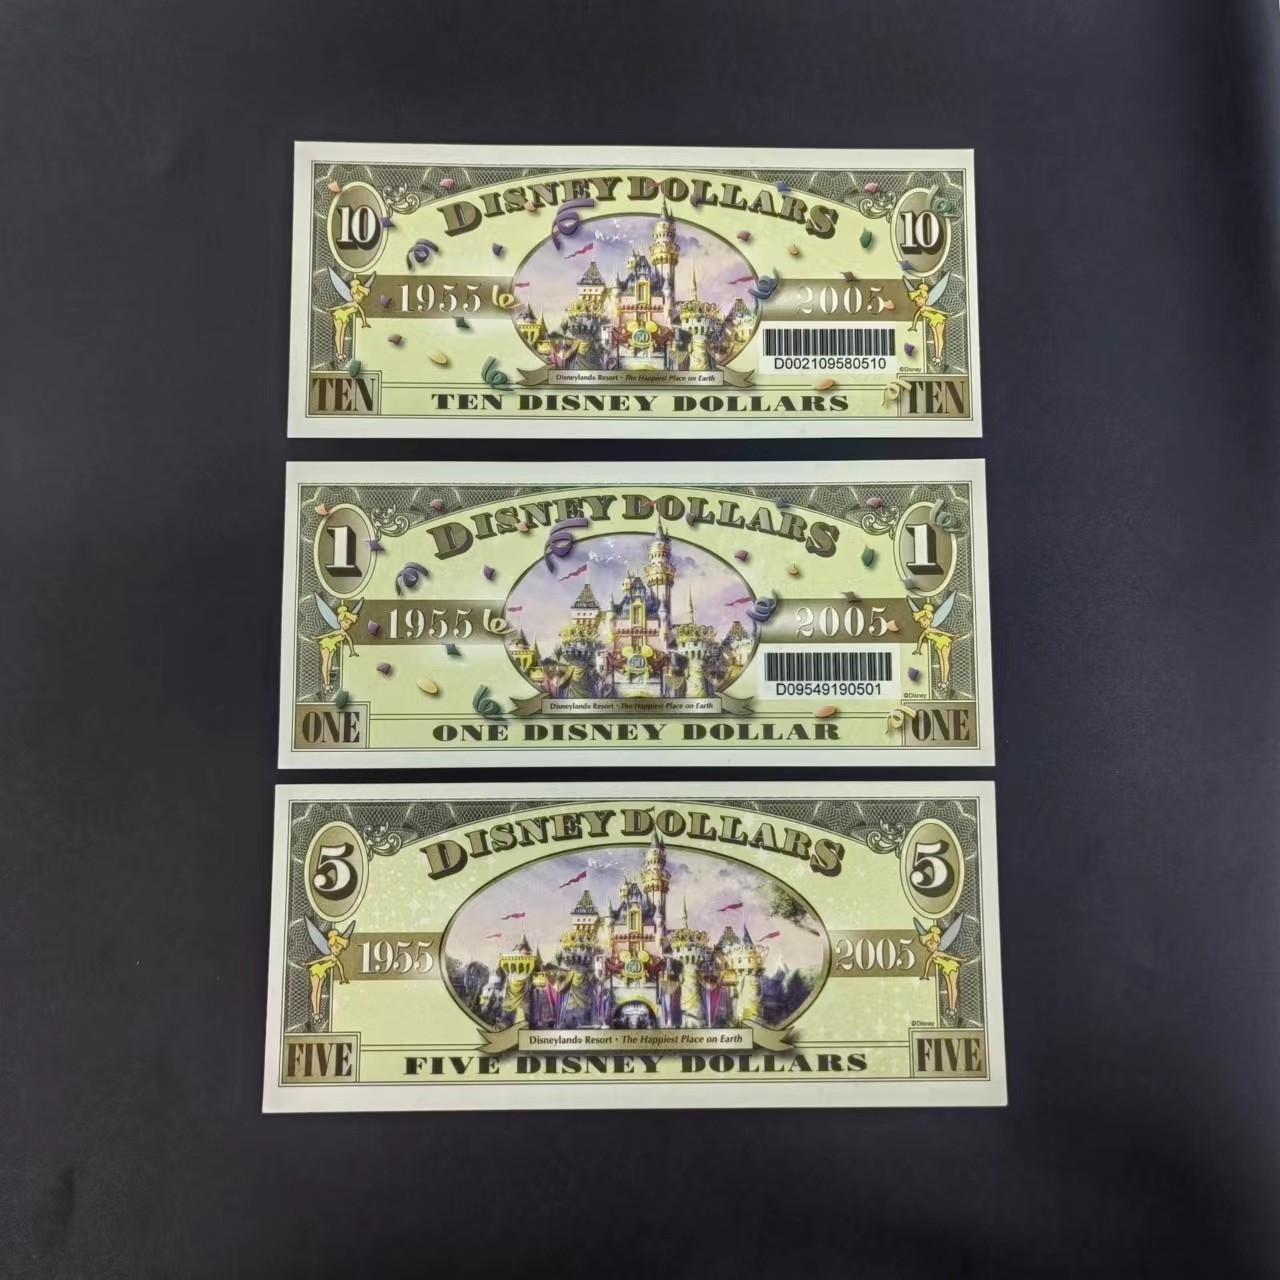 DISNEY DOLLARS
10 10
1955 2005
D002109580510
©Disney
50
Disneyland® Resort • The Happiest Place on Earth
TEN TEN
TEN DISNEY DOLLARS
DISNEY DOLLARS
1 1
1955 2005
50
D09549190501
©Disney
Disneyland® Resort • The Happiest Place on Earth
ONE ONE
ONE DISNEY DOLLAR
DISNEY DOLLARS
5 5
1955 2005
50
©Disney
Disneyland® Resort • The Happiest Place on Earth
FIVE FIVE
FIVE DISNEY DOLLARS